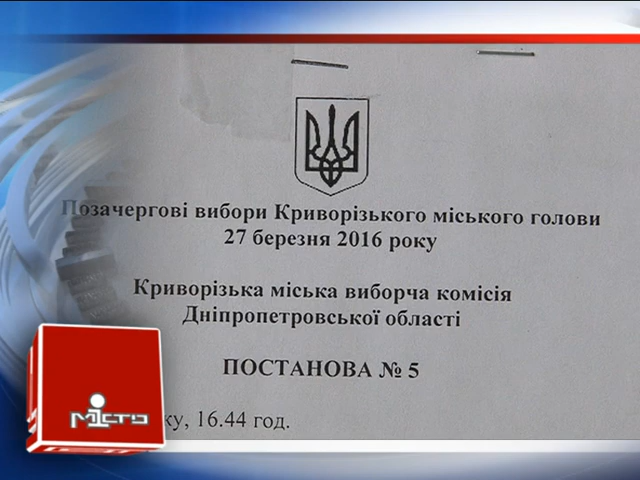 Позачергові вибори Криворізького міського голови
27 березня 2016 року
Криворізька міська виборча комісія
Дніпропетровської області
ПОСТАНОВА № 5
16.44 год.
місто